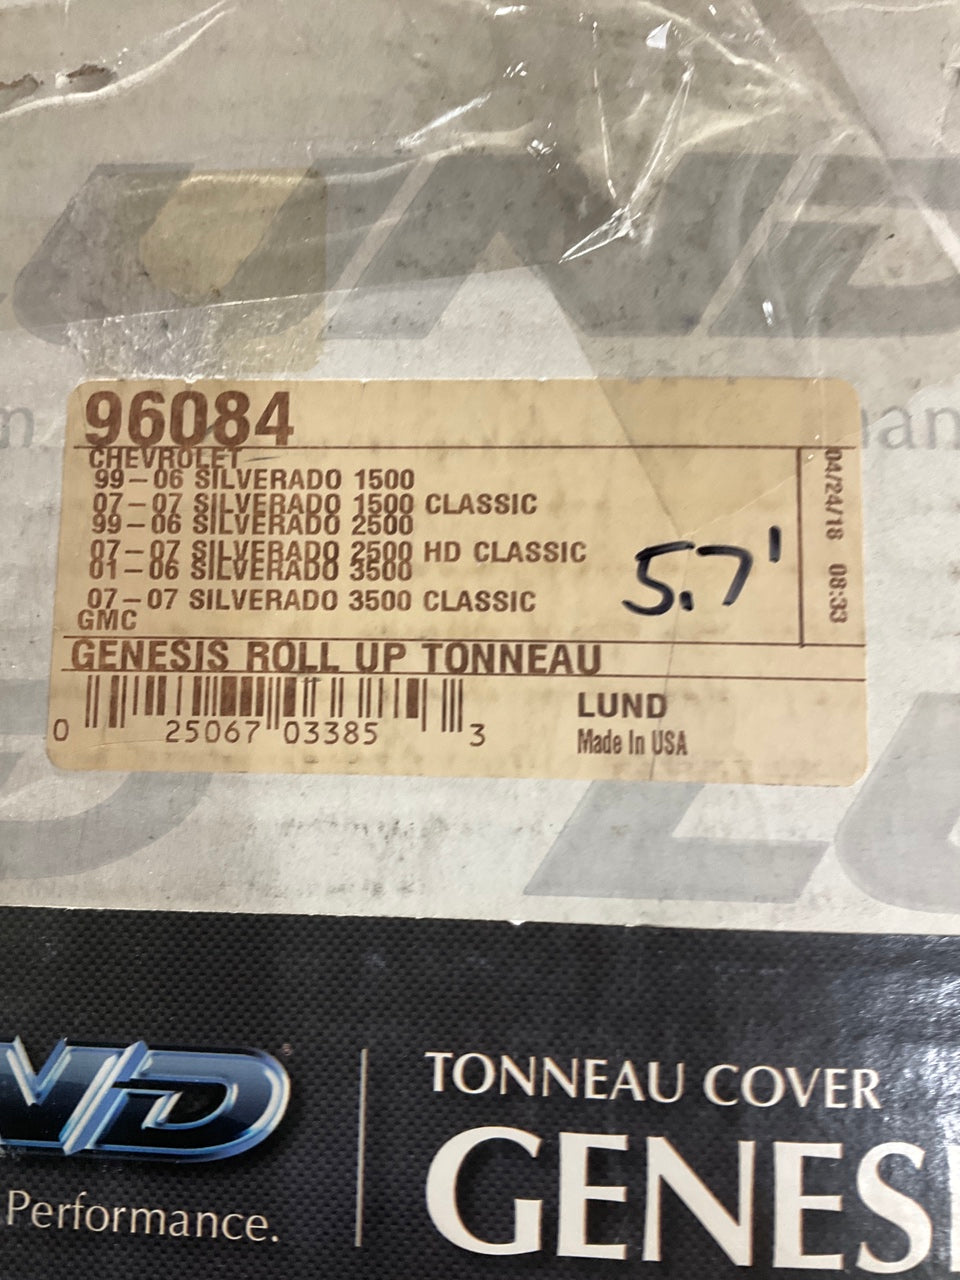 96084
CHEVROLET
99-06 SILVERADO 1500
07-07 SILVERADO 1500 CLASSIC
99-06 SILVERADO 2500
07-07 SILVERADO 2500 HD CLASSIC
01-06 SILVERADO 3500
07-07 SILVERADO 3500 CLASSIC
GMC
5.7'
04/24/18 08:33
GENESIS ROLL UP TONNEAU
0 25067 03385 3
LUND
Made In USA
TONNEAU COVER
GENESI
Performance.